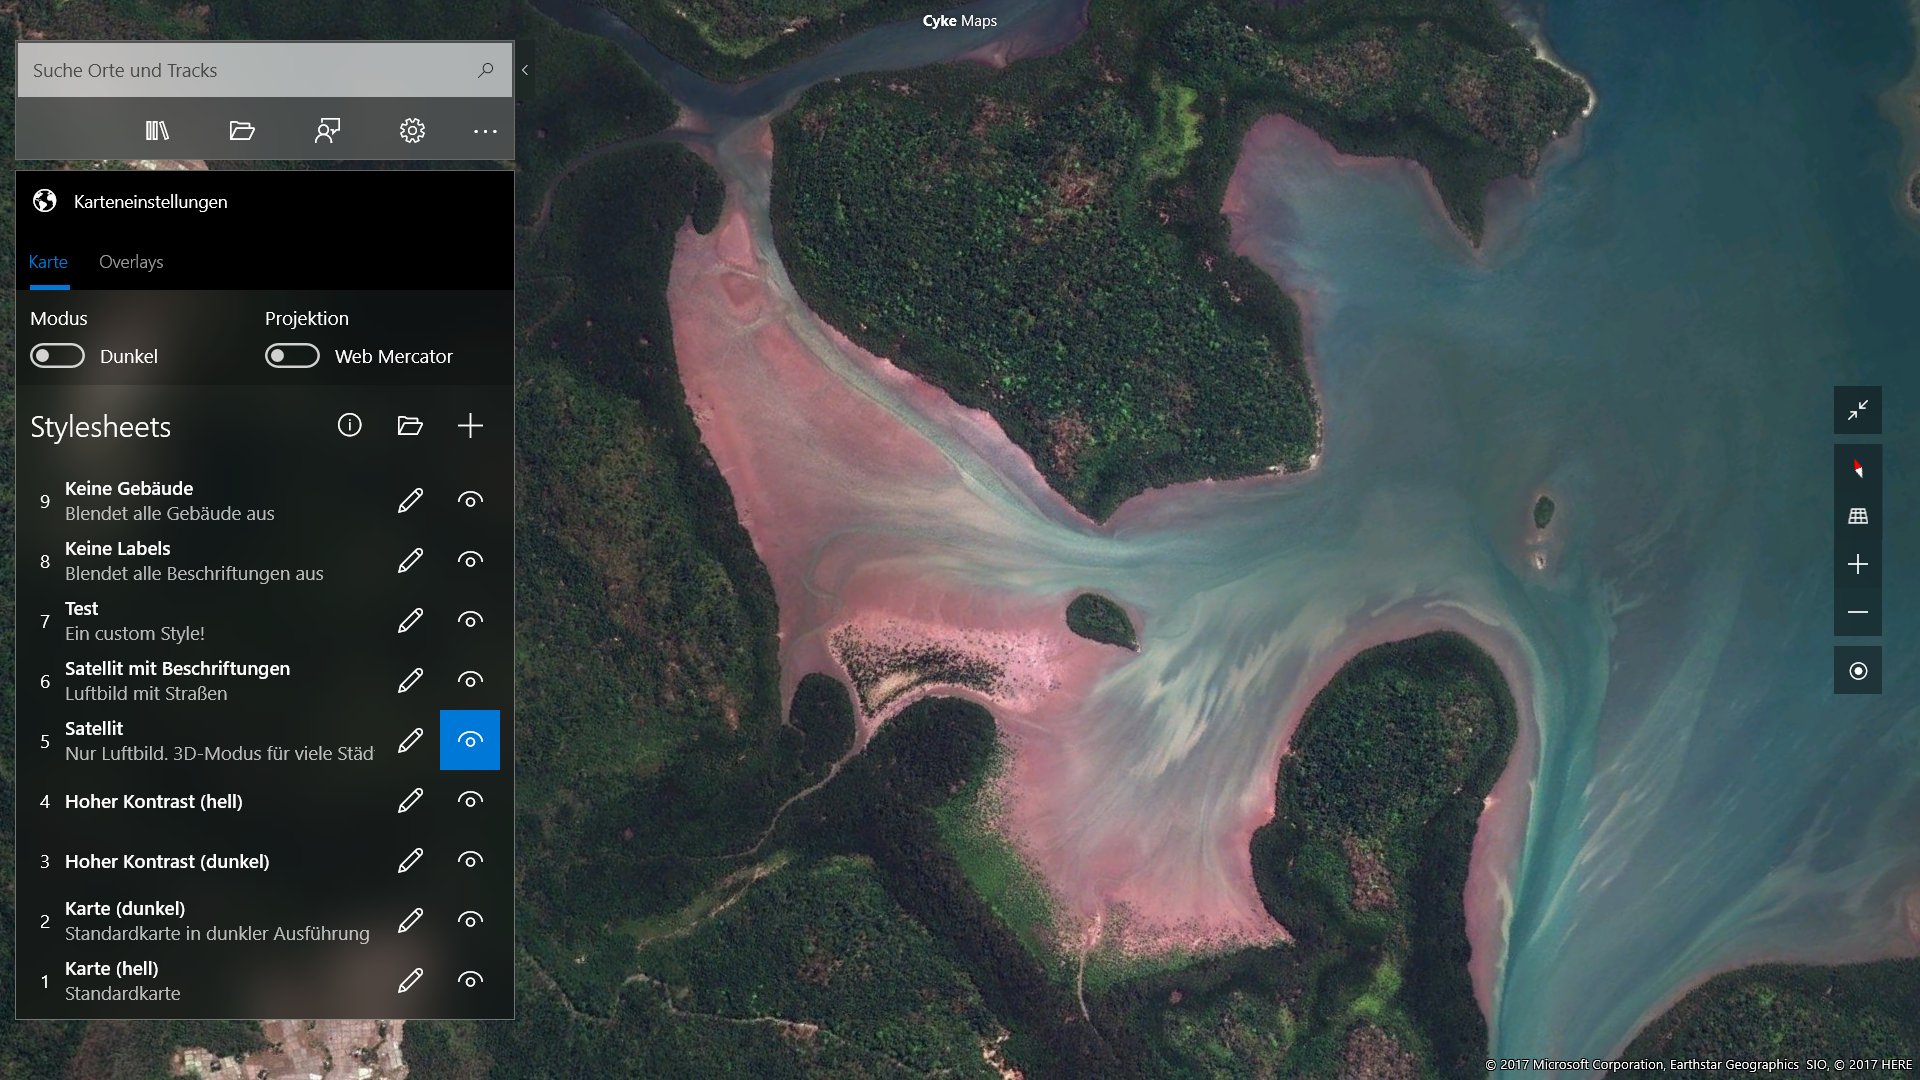 Cyke Maps
Suche Orte und Tracks
Karteneinstellungen
Karte Overlays
Modus Projektion
Dunkel Web Mercator
Stylesheets
9 Keine Gebäude
Blendet alle Gebäude aus
8 Keine Labels
Blendet alle Beschriftungen aus
7 Test
Ein custom Style!
6 Satellit mit Beschriftungen
Luftbild mit Straßen
5 Satellit
Nur Luftbild. 3D-Modus für viele Städ
4 Hoher Kontrast (hell)
3 Hoher Kontrast (dunkel)
2 Karte (dunkel)
Standardkarte in dunkler Ausführung
1 Karte (hell)
Standardkarte
© 2017 Microsoft Corporation, Earthstar Geographics SIO, © 2017 HERE